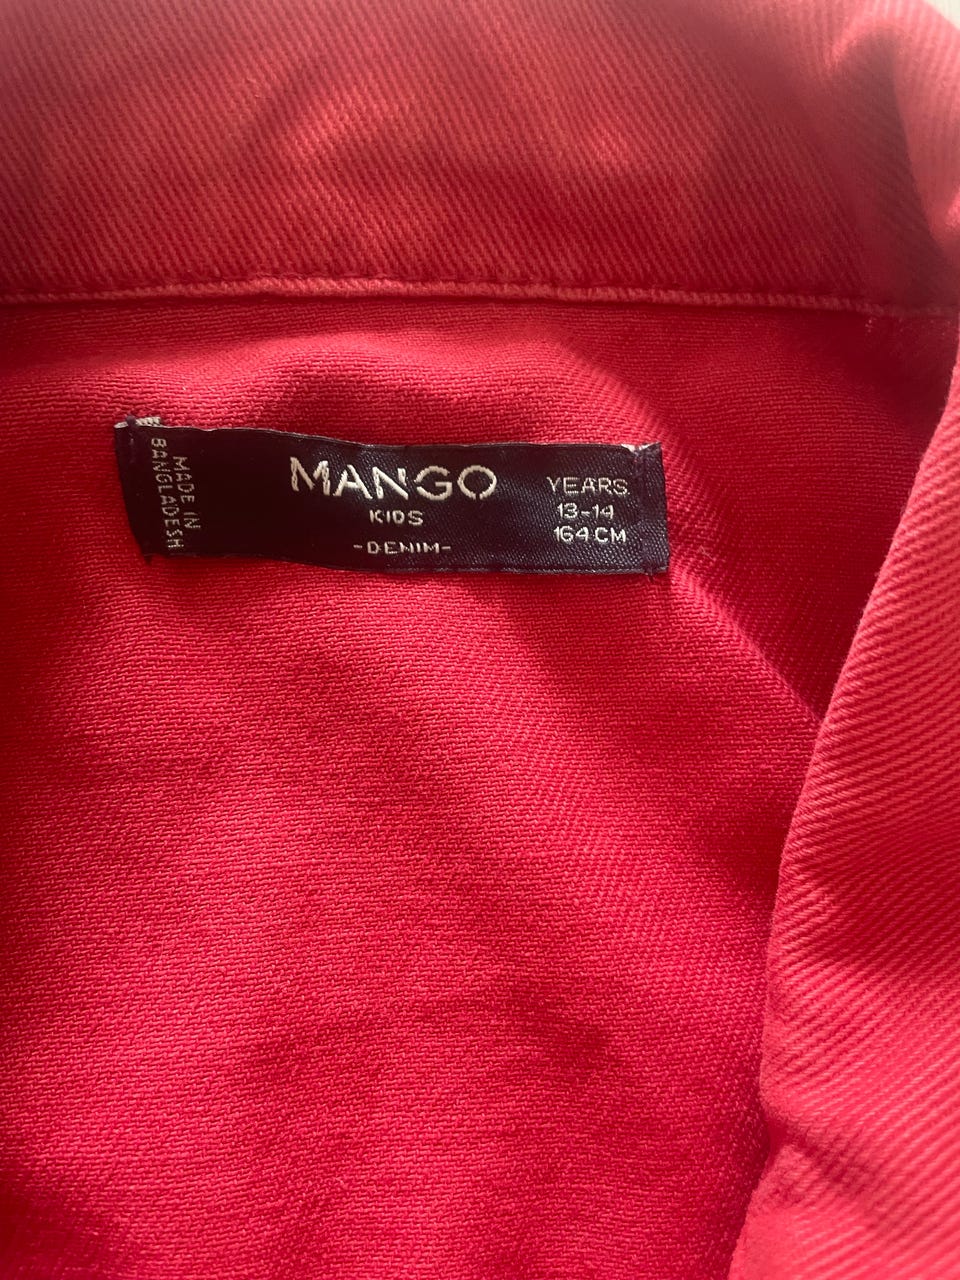 MADE IN
BANGLADESH
MANGO
KIDS
-DENIM-
YEARS
13-14
164 CM